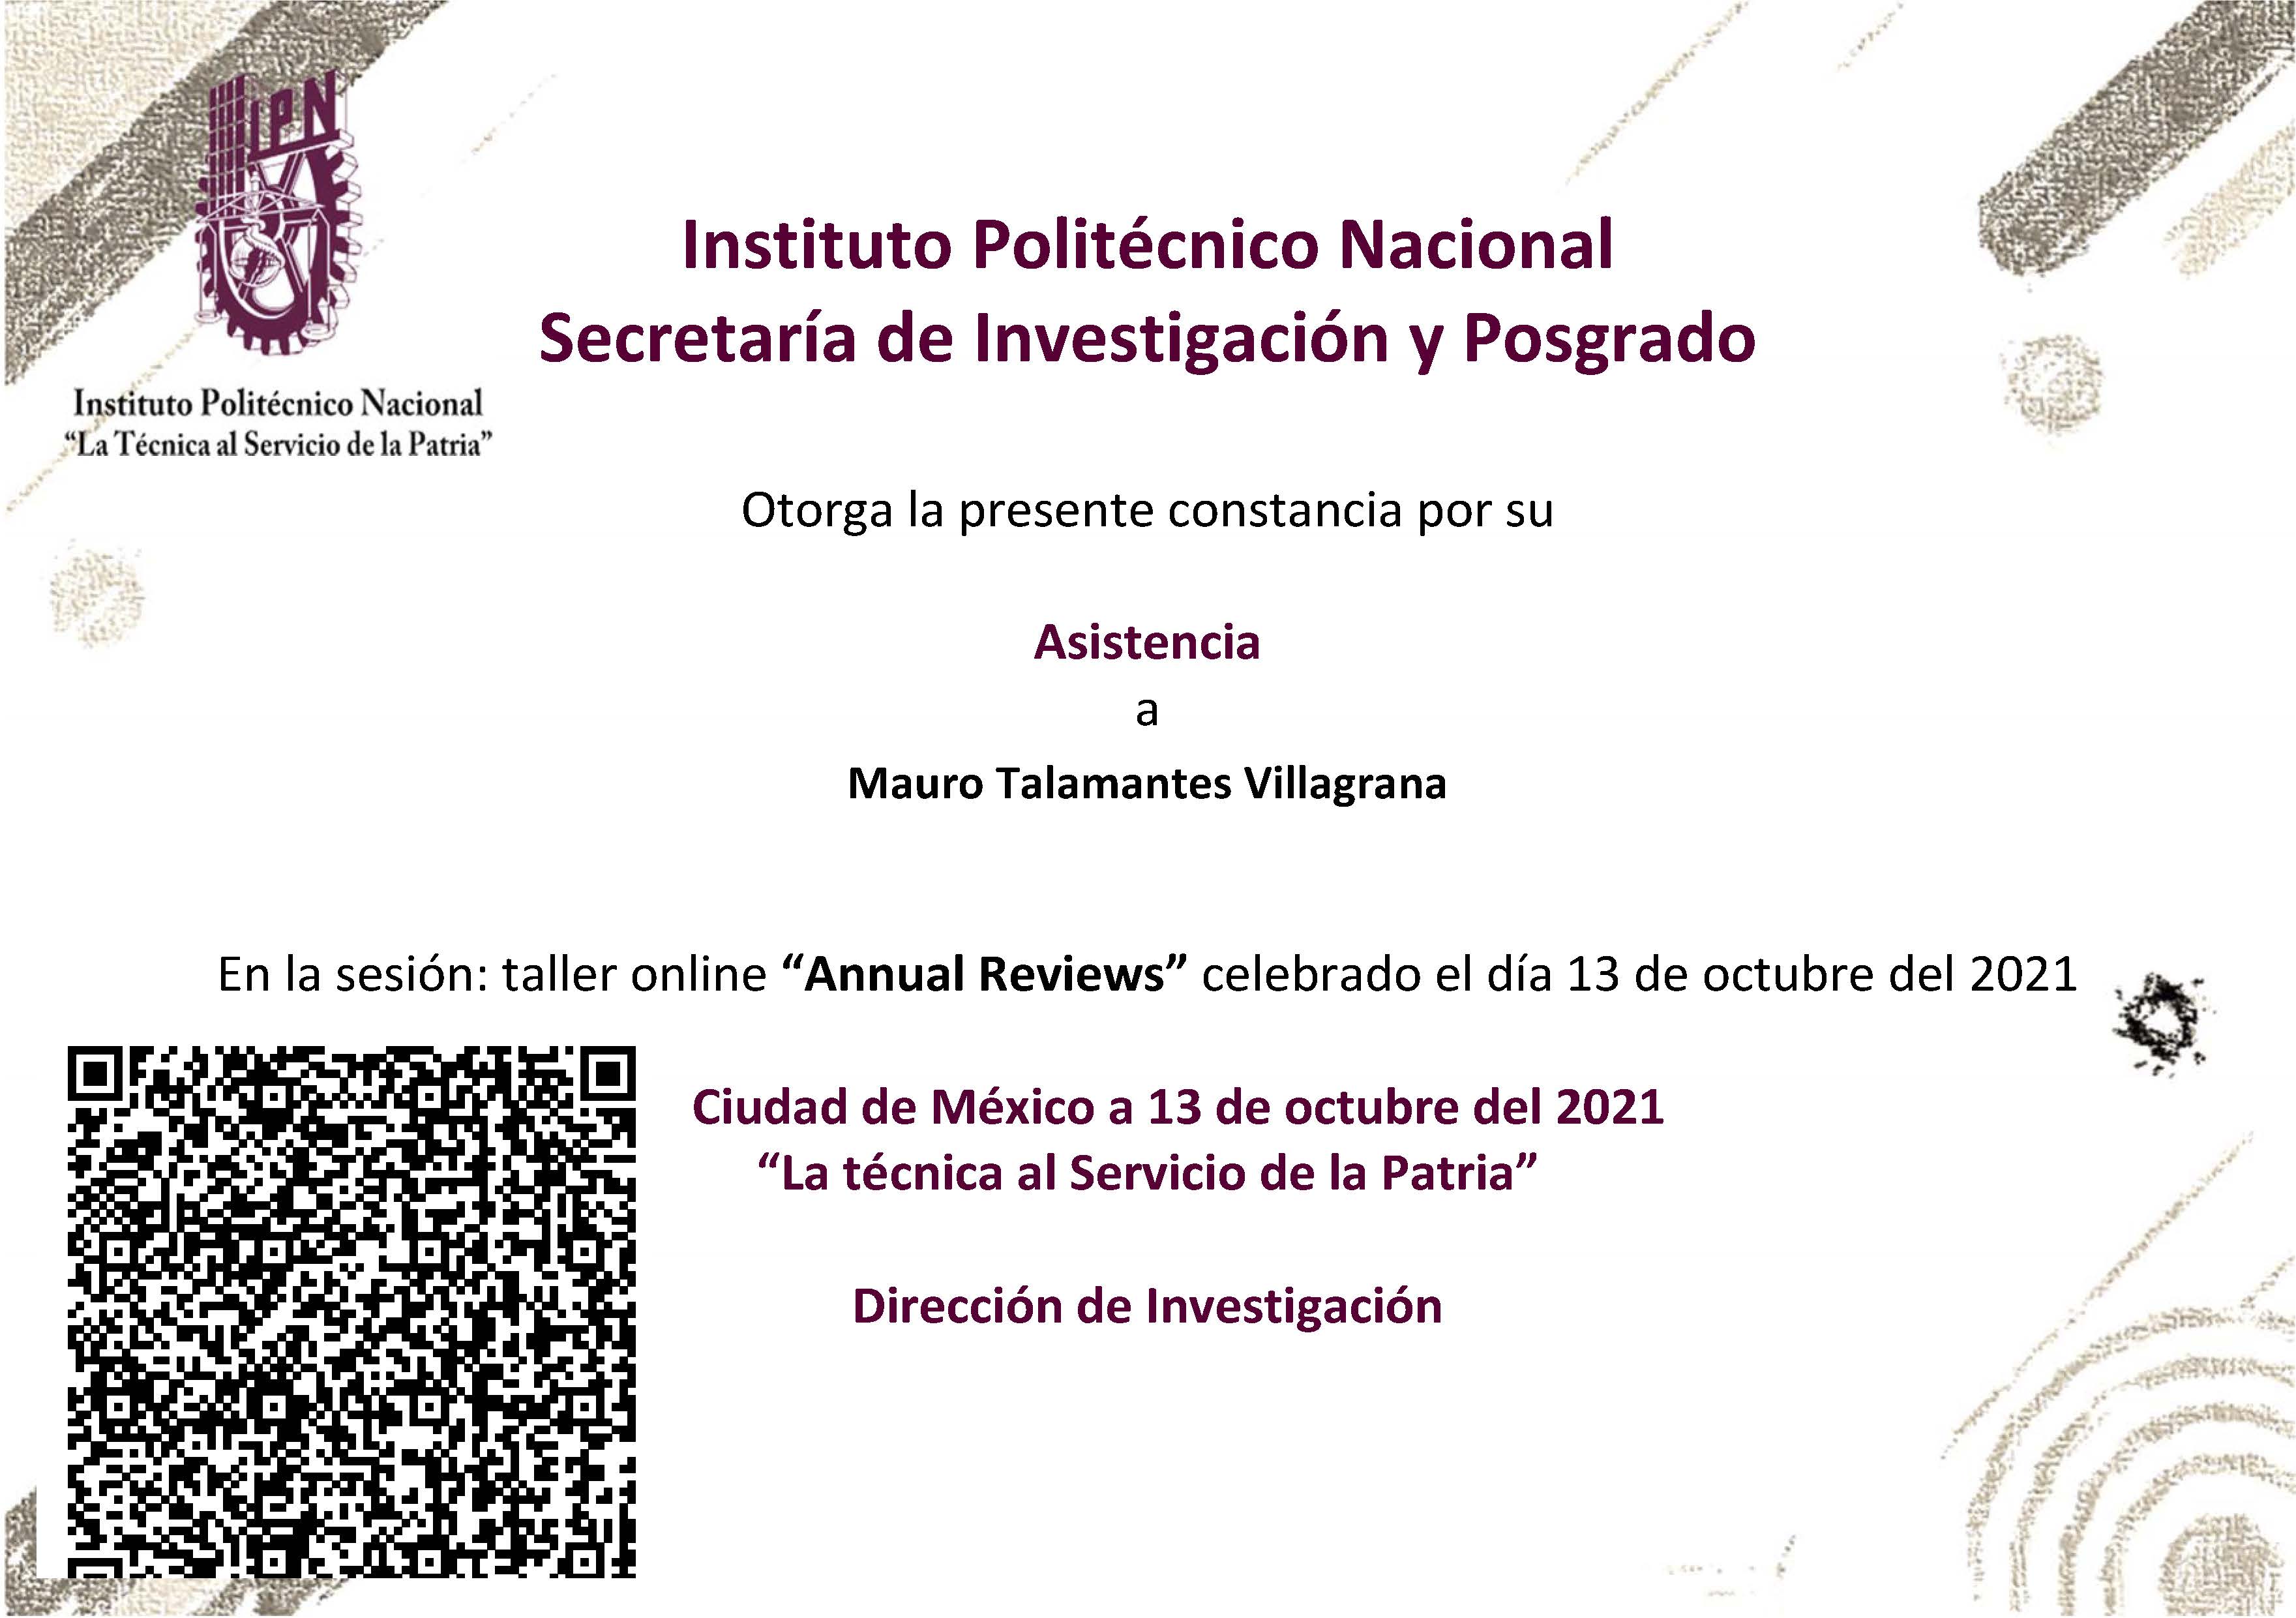 IPN
Instituto Politécnico Nacional
“La Técnica al Servicio de la Patria”
Instituto Politécnico Nacional
Secretaría de Investigación y Posgrado
Otorga la presente constancia por su
Asistencia
a
Mauro Talamantes Villagrana
En la sesión: taller online “Annual Reviews” celebrado el día 13 de octubre del 2021
Ciudad de México a 13 de octubre del 2021
“La técnica al Servicio de la Patria”
Dirección de Investigación